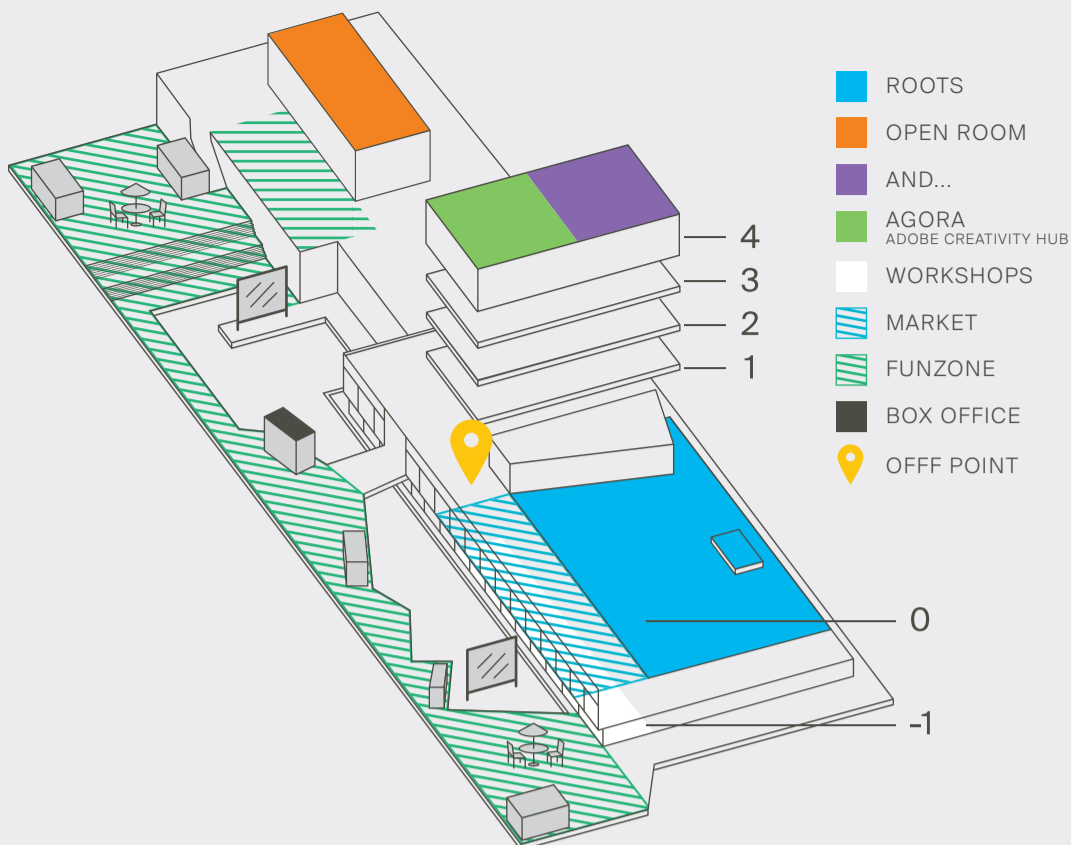 ROOTS
OPEN ROOM
AND...
AGORA
ADOBE CREATIVITY HUB
WORKSHOPS
MARKET
FUNZONE
BOX OFFICE
OFFF POINT
4
3
2
1
0
-1